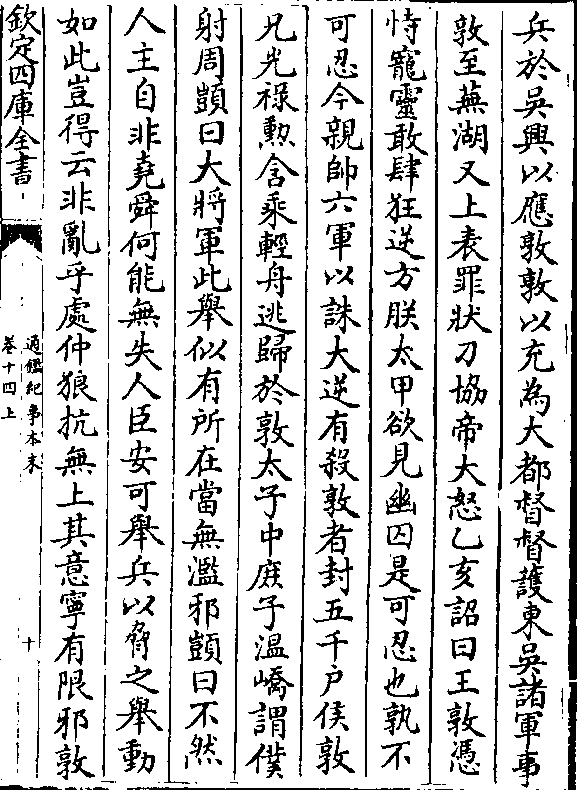 兵於吳興以應敦敦以充為大都督督護東吳諸軍事
敦至蕪湖又上表罪狀刁協帝大怒乙亥詔曰王敦憑
恃寵靈敢肆狂逆方朕太甲欲見幽囚是可忍也孰不
可忍今親帥六軍以誅大逆有殺敦者封五千户侯敦
兄光祿勲含乘輕舟逃歸於敦太子中庶子温嶠謂僕
射周顗曰大將軍此舉似有所在當無濫邪顗曰不然
人主自非堯舜何能無失人臣安可舉兵以脅之舉動
如此豈得云非亂乎處仲狼抗無上其意寧有限邪敦
欽定四庫全書
通鑑紀事本末
卷十四上
十